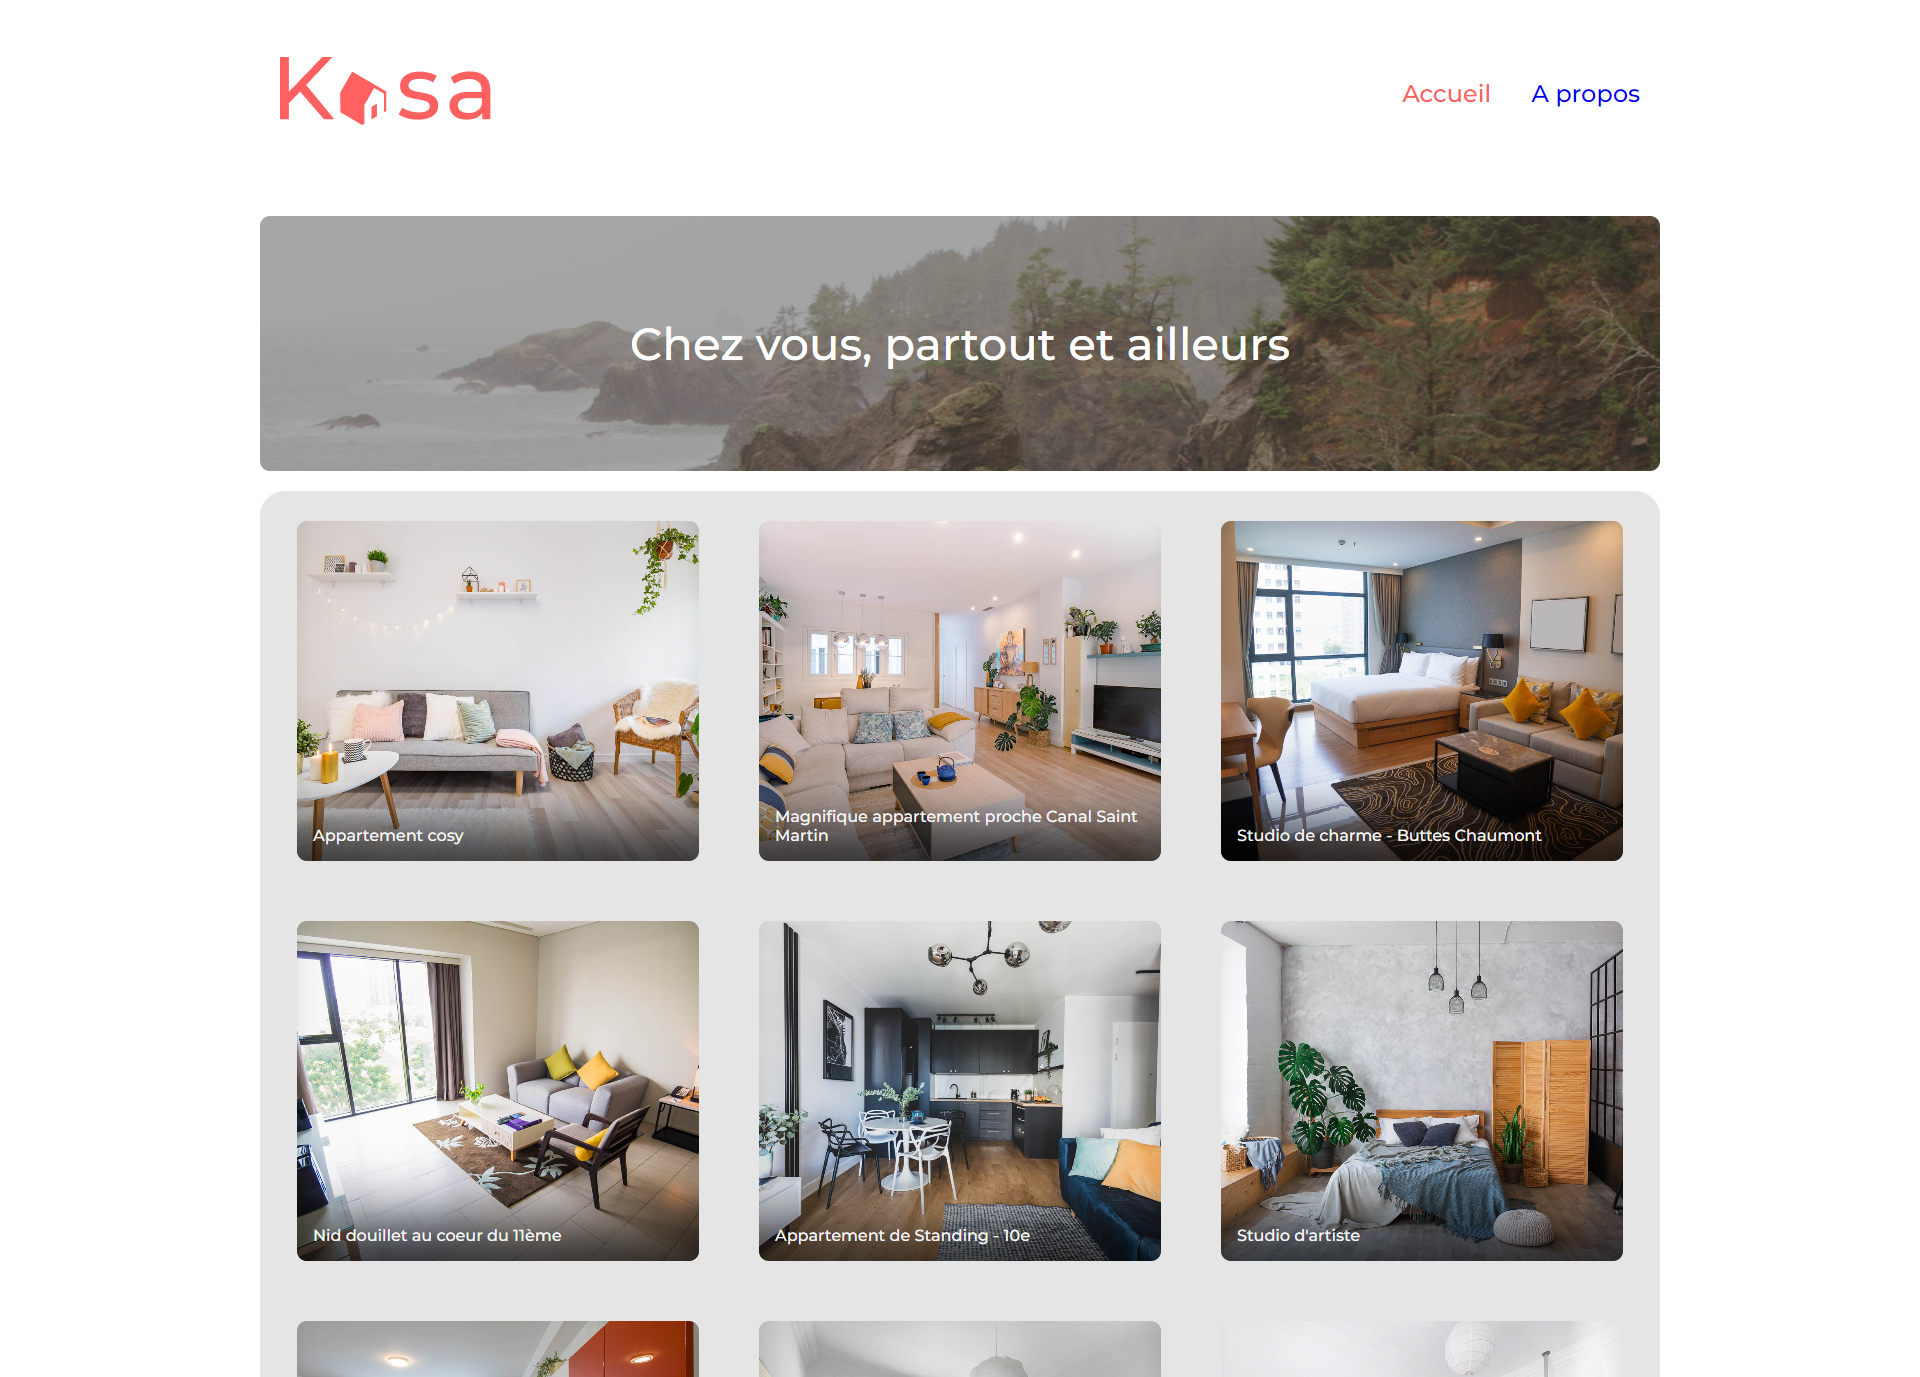 Kasa
Accueil
A propos
Chez vous, partout et ailleurs
Appartement cosy
Magnifique appartement proche Canal Saint
Martin
Studio de charme - Buttes Chaumont
Nid douillet au coeur du 11ème
Appartement de Standing - 10e
Studio d'artiste